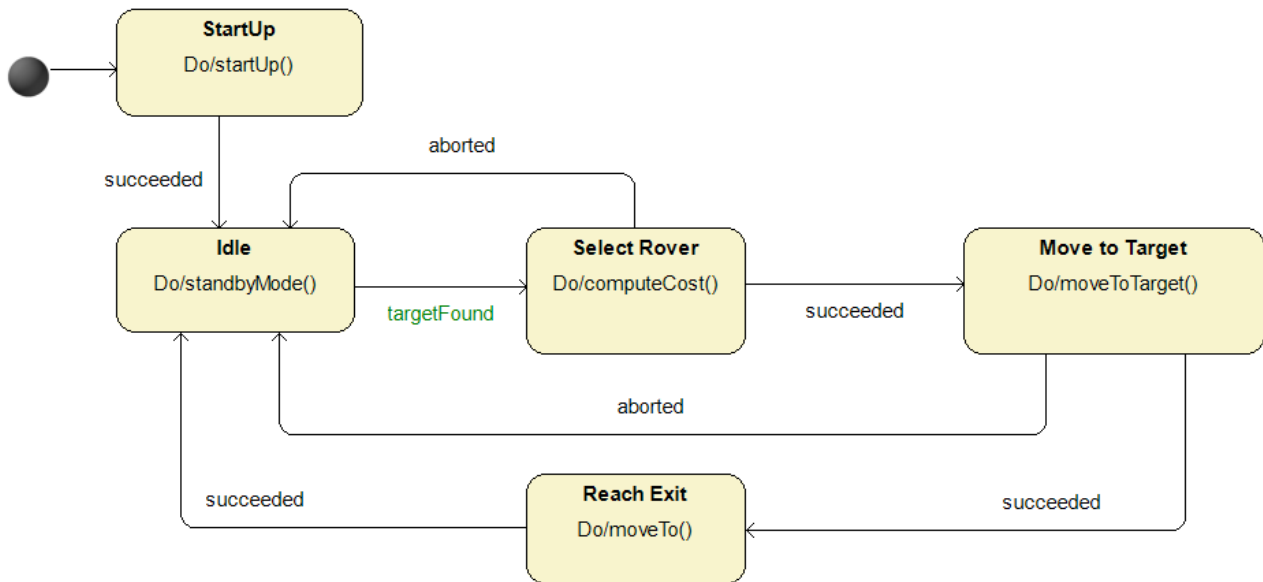 StartUp
Do/startUp()
aborted
succeeded
Idle
Do/standbyMode()
targetFound
Select Rover
Do/computeCost()
succeeded
Move to Target
Do/moveToTarget()
aborted
succeeded
Reach Exit
Do/moveTo()
succeeded